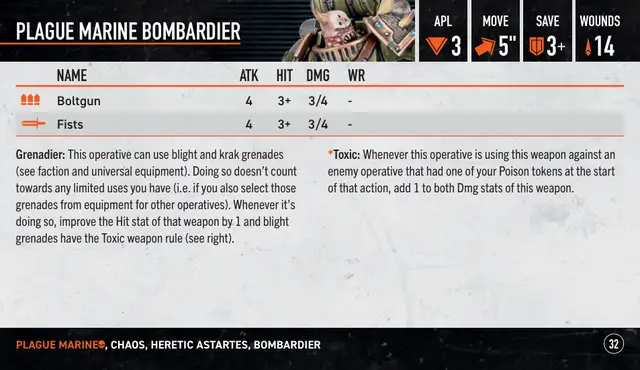 PLAGUE MARINE BOMBARDIER
APL MOVE SAVE WOUNDS
3 5" 3+ 14
NAME ATK HIT DMG WR
Boltgun 4 3+ 3/4 -
Fists 4 3+ 3/4 -
Grenadier: This operative can use blight and krak grenades
(see faction and universal equipment). Doing so doesn't count
towards any limited uses you have (i.e. if you also select those
grenades from equipment for other operatives). Whenever it's
doing so, improve the Hit stat of that weapon by 1 and blight
grenades have the Toxic weapon rule (see right).
*Toxic: Whenever this operative is using this weapon against an
enemy operative that had one of your Poison tokens at the start
of that action, add 1 to both Dmg stats of this weapon.
PLAGUE MARINE, CHAOS, HERETIC ASTARTES, BOMBARDIER
32